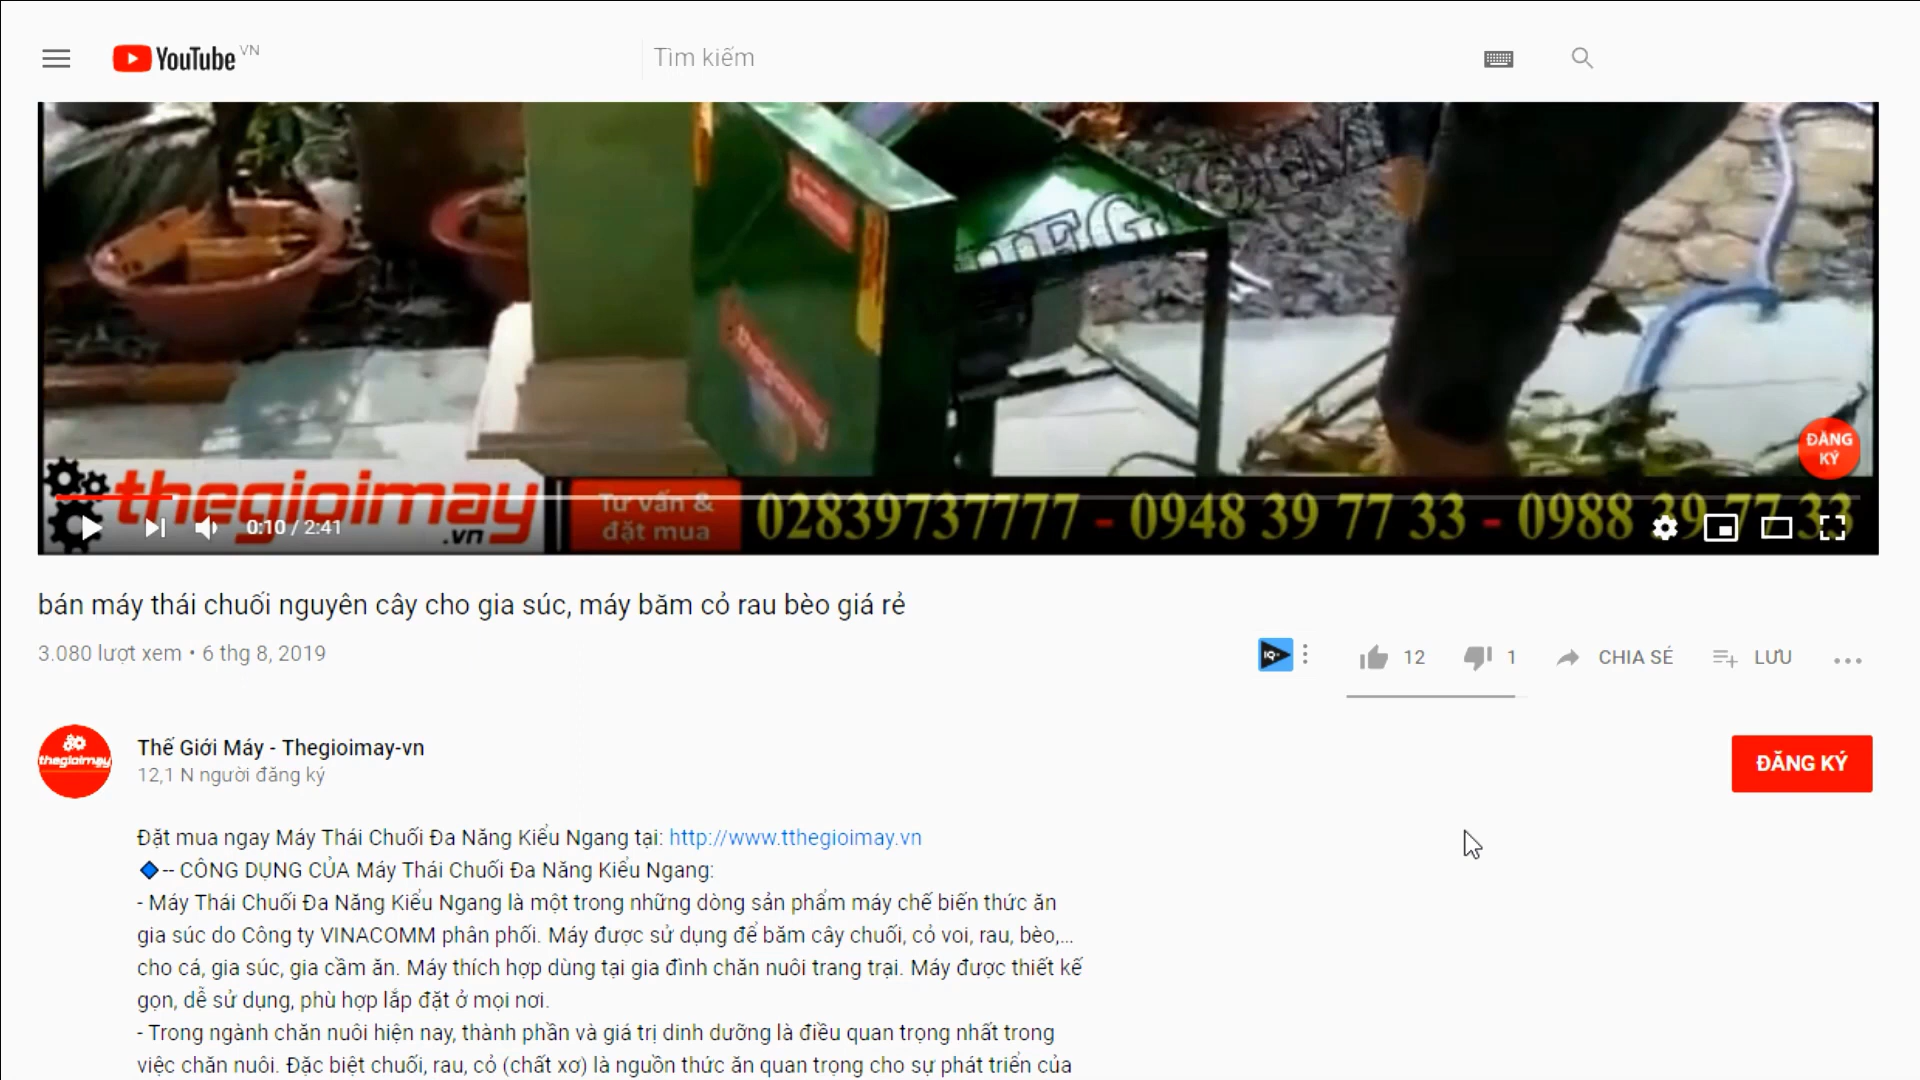 YouTube VN
Tìm kiếm
ĐĂNG
KÝ
thegioimay
.vn
Tư vấn &
đặt mua
02839737777 - 0948 39 77 33 - 0988 39 77 33
0:10 / 2:41
bán máy thái chuối nguyên cây cho gia súc, máy băm cỏ rau bèo giá rẻ
3.080 lượt xem • 6 thg 8, 2019
IQ
12
1
CHIA SẺ
LƯU
thegioimay
Thế Giới Máy - Thegioimay-vn
12,1 N người đăng ký
ĐĂNG KÝ
Đặt mua ngay Máy Thái Chuối Đa Năng Kiểu Ngang tại: http://www.tthegioimay.vn
-- CÔNG DỤNG CỦA Máy Thái Chuối Đa Năng Kiểu Ngang:
- Máy Thái Chuối Đa Năng Kiểu Ngang là một trong những dòng sản phẩm máy chế biến thức ăn
gia súc do Công ty VINACOMM phân phối. Máy được sử dụng để băm cây chuối, cỏ voi, rau, bèo,...
cho cá, gia súc, gia cầm ăn. Máy thích hợp dùng tại gia đình chăn nuôi trang trại. Máy được thiết kế
gọn, dễ sử dụng, phù hợp lắp đặt ở mọi nơi.
- Trong ngành chăn nuôi hiện nay, thành phần và giá trị dinh dưỡng là điều quan trọng nhất trong
việc chăn nuôi. Đặc biệt chuối, rau, cỏ (chất xơ) là nguồn thức ăn quan trọng cho sự phát triển của